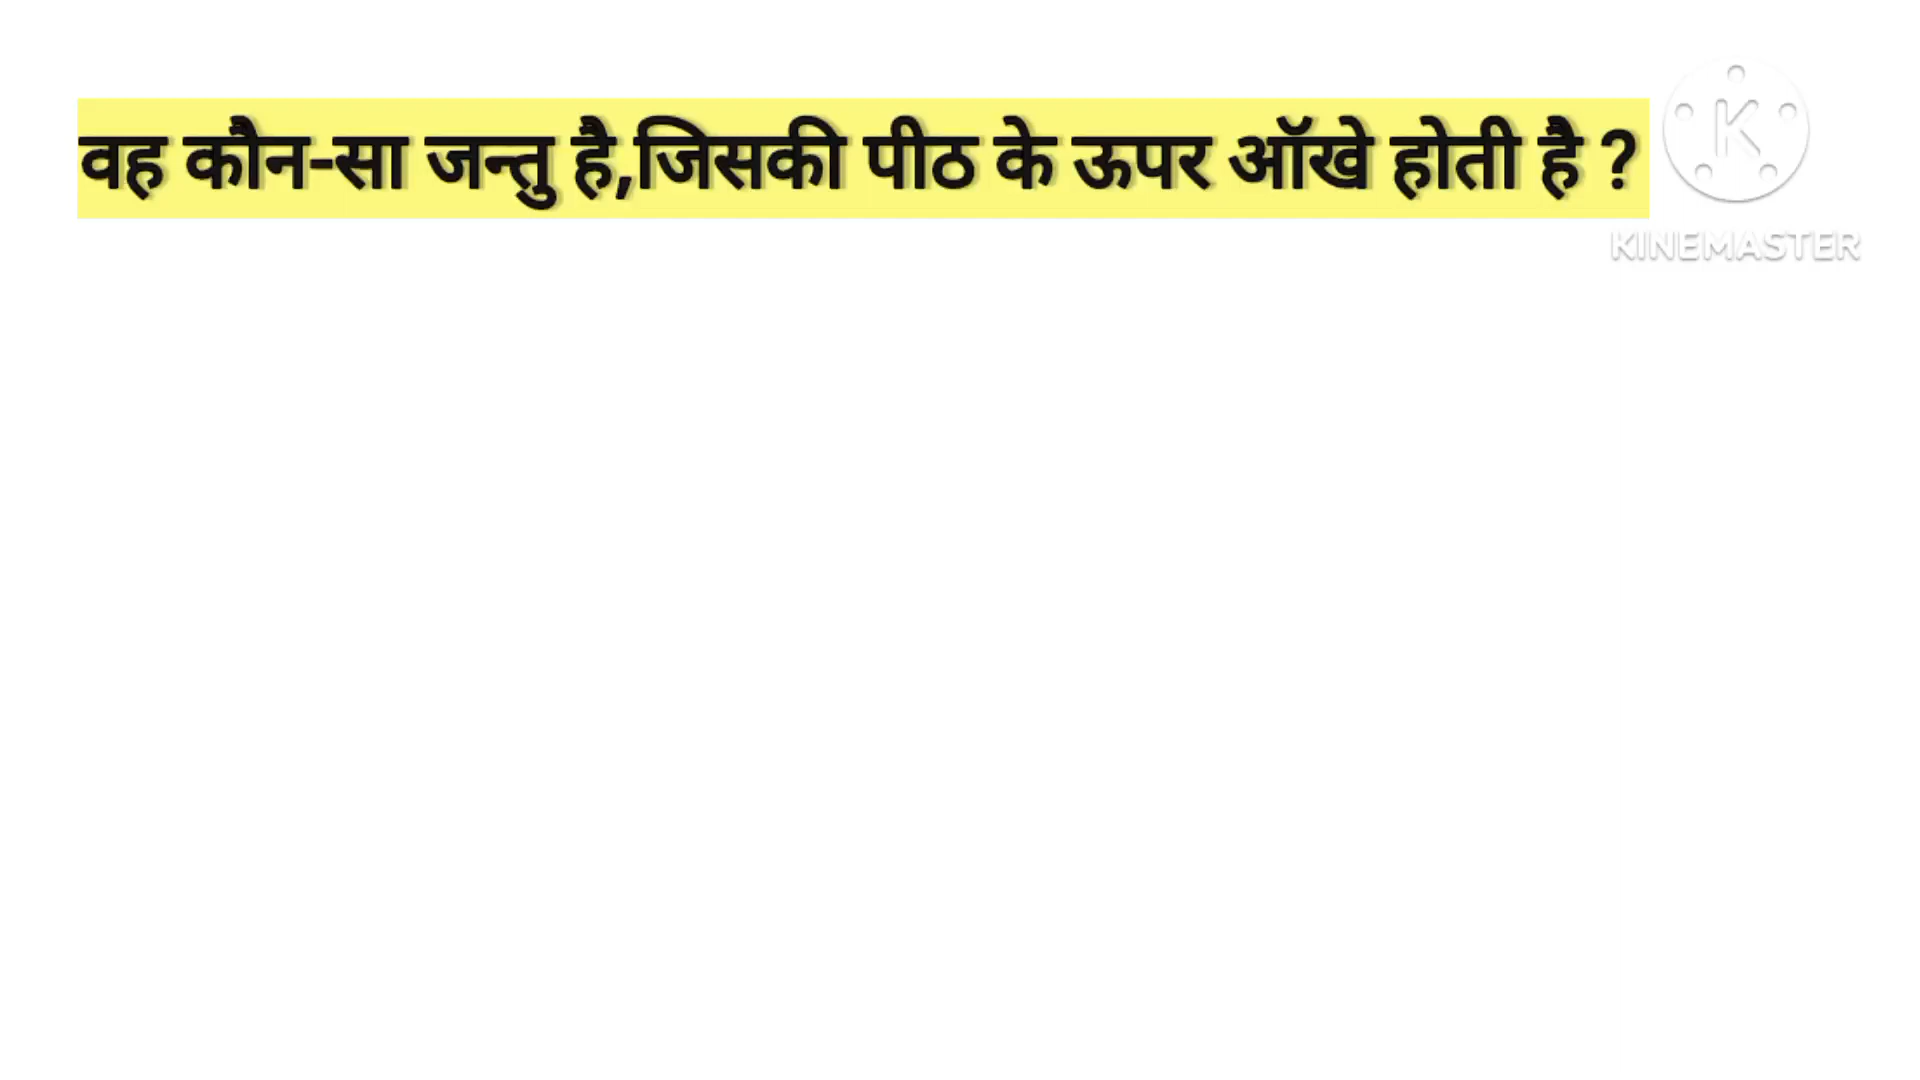 वह कौन-सा जन्तु है,जिसकी पीठ के ऊपर ऑखे होती है ?
K
KINEMASTER